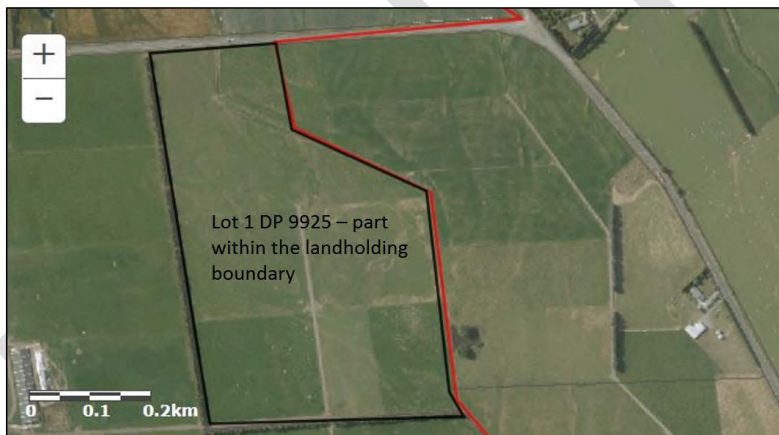 +
−
Lot 1 DP 9925 – part
within the landholding
boundary
0 0.1 0.2km